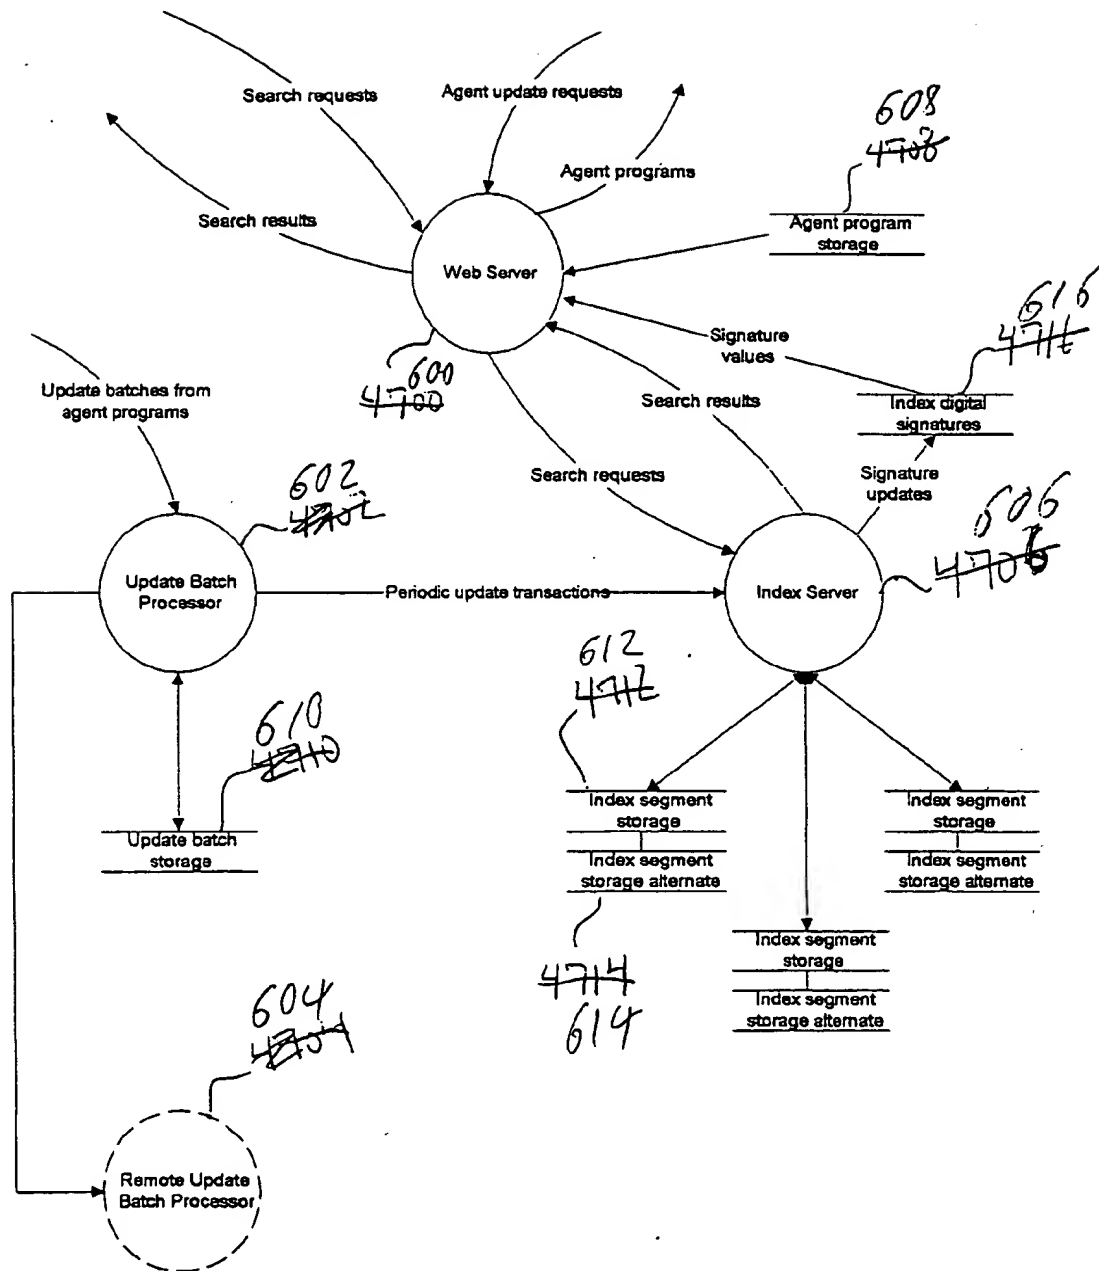 Search requests
Agent update requests
608
4708
Agent programs
Search results
Agent program
storage
Web Server
616
4716
Signature
values
600
4700
Update batches from
agent programs
Search results
Index digital
signatures
Search requests
Signature
updates
602
4702
606
4706
Update Batch
Processor
Periodic update transactions
Index Server
612
4712
610
4710
Index segment
storage
Index segment
storage
Update batch
storage
Index segment
storage alternate
Index segment
storage alternate
Index segment
storage
4714
614
Index segment
storage alternate
604
4704
Remote Update
Batch Processor